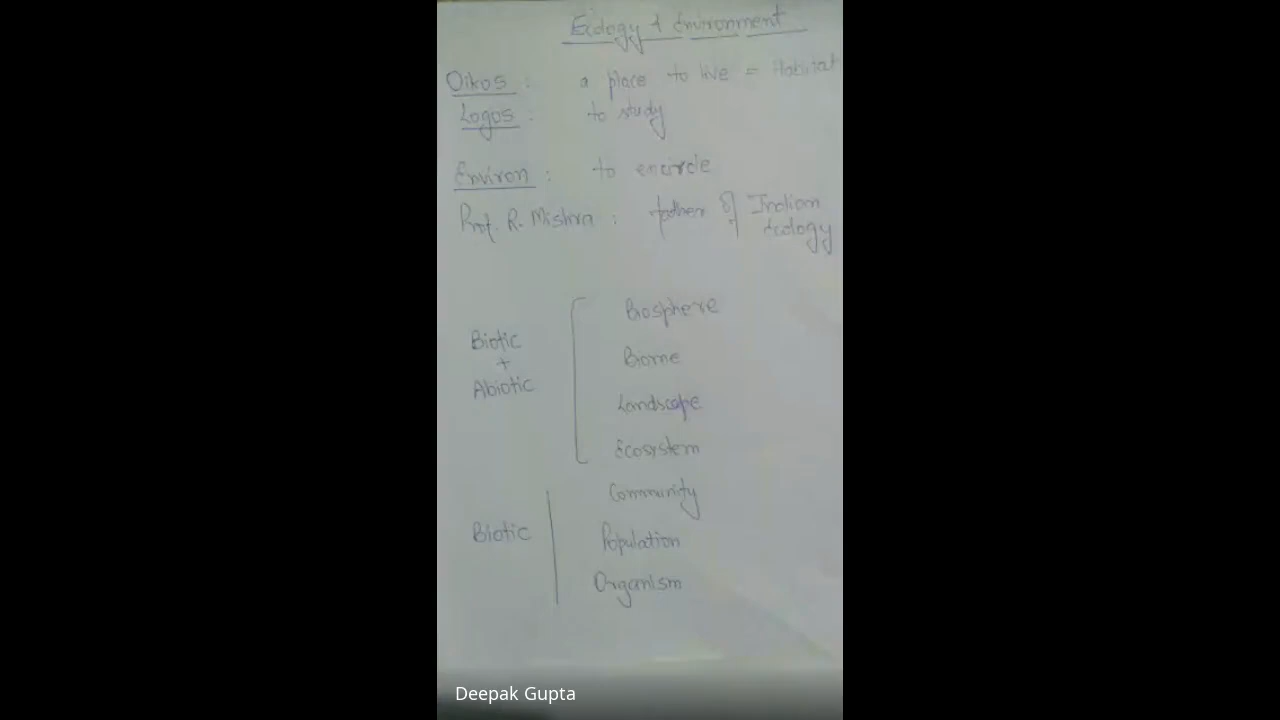 Ecology & Environment
Oikos : a place to live = Habitat
Logos : to study
Environ : to encircle
Prof. R. Mishra : father of Indian
Ecology
Biosphere
Biotic
+
Abiotic
Biome
Landscape
Ecosystem
Community
Biotic
Population
Organism
Deepak Gupta